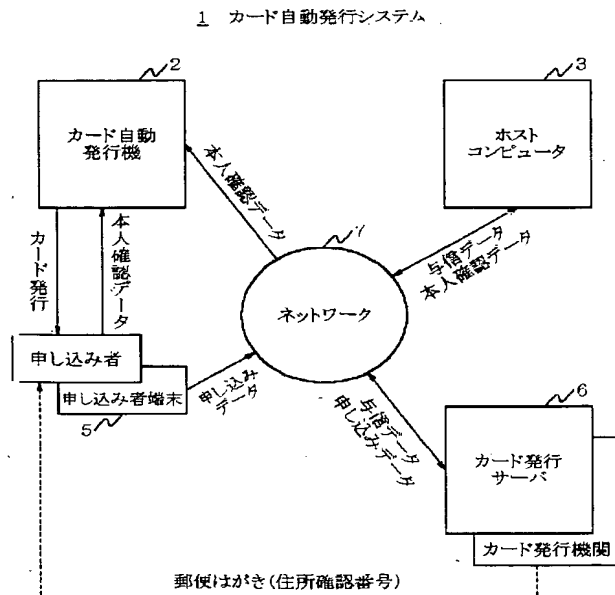 1 カード自動発行システム
2
3
カード自動
発行機
ホスト
コンピュータ
本人確認データ
カード発行
本人確認データ
与信データ
本人確認データ
ネットワーク
申し込み者
申し込み者端末
5
申し込み
データ
与信データ
申し込みデータ
6
カード発行
サーバ
カード発行機関
郵便はがき(住所確認番号)